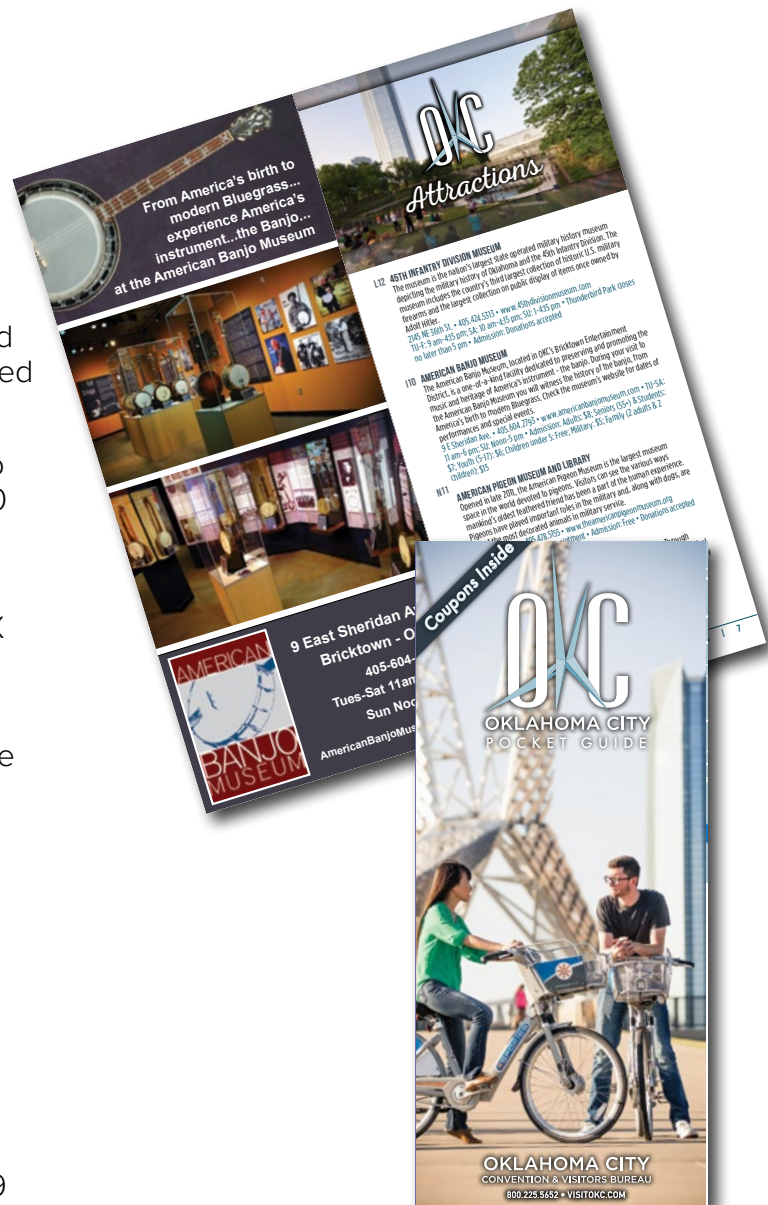 d
ed
o
0
X
e
9
From America's birth to
modern Bluegrass...
experience America's
instrument...the Banjo...
at the American Banjo Museum
AMERICAN
BANJO
MUSEUM
9 East Sheridan
Bricktown - O
405-604-
Tues-Sat 11am
Sun Noo
AmericanBanjoMus
OKC
Attractions
L12 45TH INFANTRY DIVISION MUSEUM
The museum is the nation's largest state operated military history museum
depicting the military history of Oklahoma and the 45th Infantry Division. The
museum includes the country's third largest collection of historic U.S. military
firearms and the largest collection on public display of items once owned by
Adolf Hitler.
2145 NE 36th St. • 405.424.5313 • www.45thdivisionmuseum.com
TU-F: 9 am-4:15 pm; SA: 10 am-4:15 pm; SU: 1-4:15 pm • Thunderbird Park closes
no later than 5 pm • Admission: Donations accepted
I10 AMERICAN BANJO MUSEUM
The American Banjo Museum, located in OKC's Bricktown Entertainment
District, is a one-of-a-kind facility dedicated to preserving and promoting the
music and heritage of America's instrument - the banjo. During your visit to
the American Banjo Museum you will witness the history of the banjo, from
America's birth to modern Bluegrass. Check the museum's website for dates of
performances and special events.
9 E Sheridan Ave. • 405.604.2793 • www.americanbanjomuseum.com • TU-SA:
11 am-6 pm; SU: Noon-5 pm • Admission: Adults: $8; Seniors (55+) & Students:
$7; Youth (5-17): $6; Children under 5: Free; Military: $5; Family (2 adults & 2
children): $15
N11 AMERICAN PIGEON MUSEUM AND LIBRARY
Opened in late 2011, the American Pigeon Museum is the largest museum
space in the world devoted to pigeons. Visitors can see the various ways
mankind's oldest feathered friend has been a part of the human experience.
Pigeons have played important roles in the military and, along with dogs, are
the most decorated animals in military service.
405.478.5155 • www.theamericanpigeonmuseum.org
• Admission: Free • Donations accepted
Through
17
Coupons Inside
OKC
OKLAHOMA CITY
POCKET GUIDE
OKLAHOMA CITY
CONVENTION & VISITORS BUREAU
800.225.5652 • VISITOKC.COM